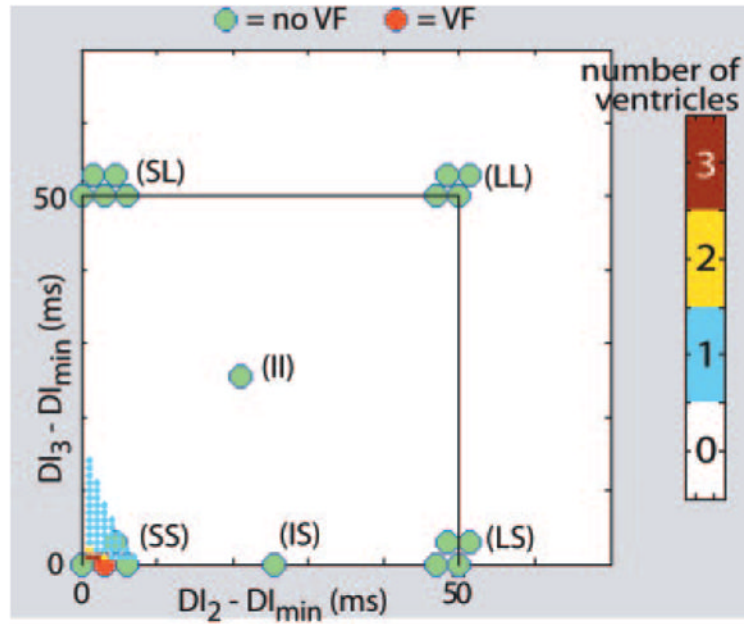 = no VF = VF
number of
ventricles
3
2
1
0
(SL)
(LL)
50
DI3 - DImin (ms)
(II)
(SS)
(IS)
(LS)
0
0
50
DI2 - DImin (ms)